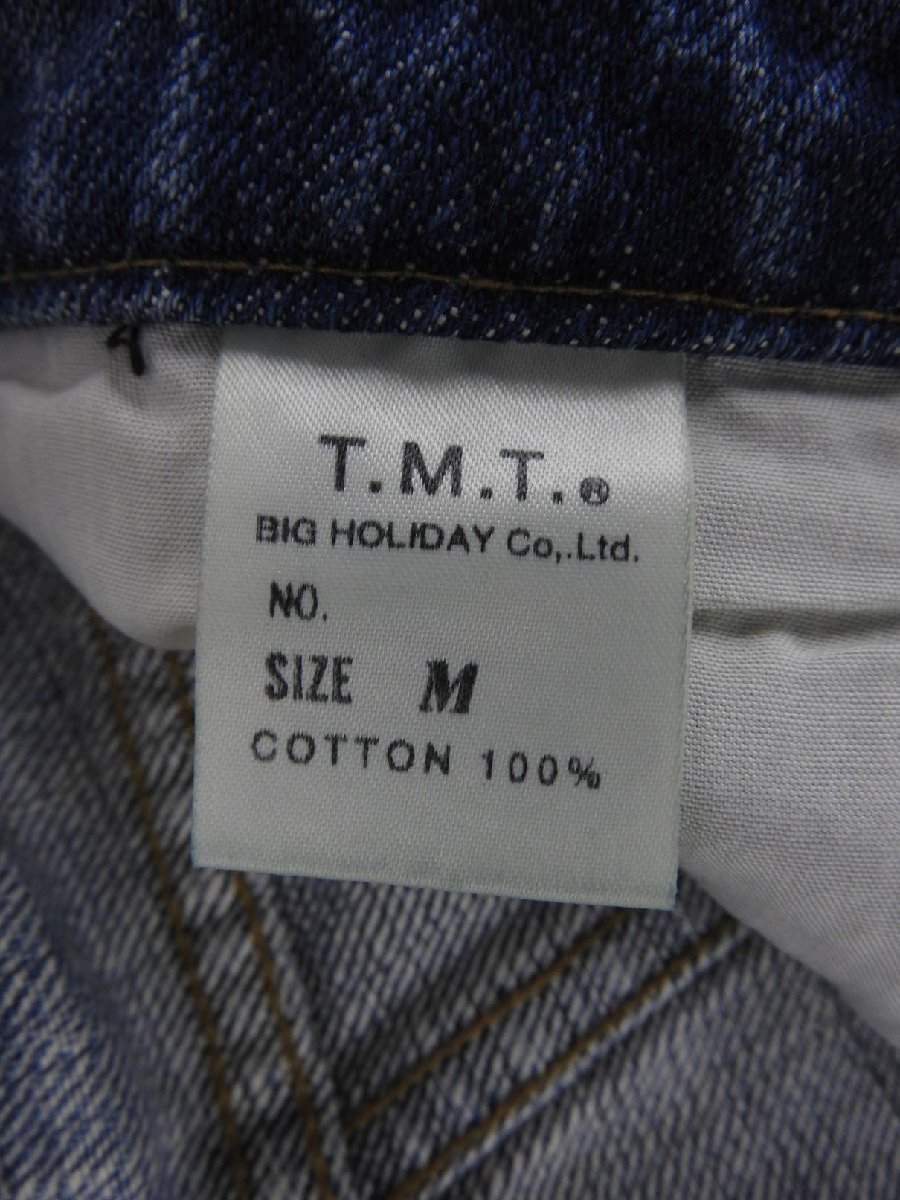 T.M.T.®
BIG HOLIDAY Co,.Ltd.
NO.
SIZE M
COTTON 100%